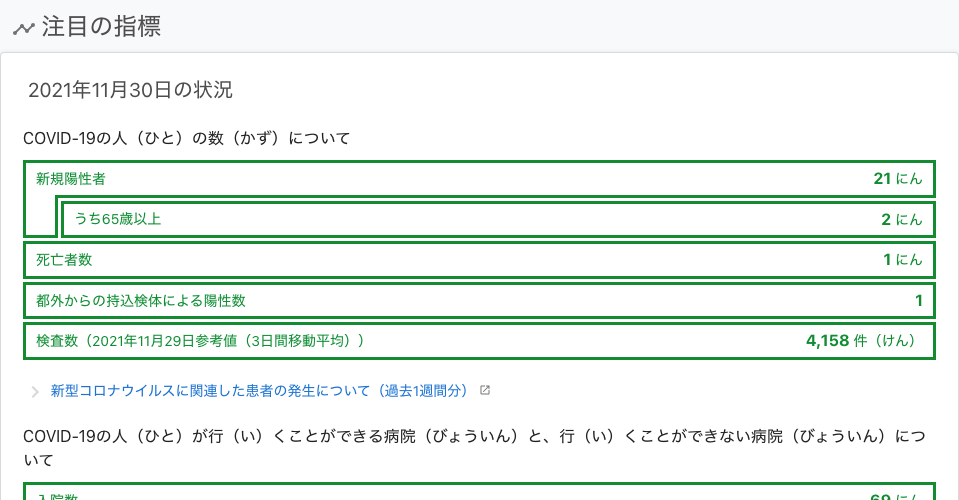 注目の指標
2021年11月30日の状況
COVID-19の人（ひと）の数（かず）について
新規陽性者 21 にん
うち65歳以上 2 にん
死亡者数 1 にん
都外からの持込検体による陽性数 1
検査数（2021年11月29日参考値（3日間移動平均）） 4,158 件（けん）
新型コロナウイルスに関連した患者の発生について（過去1週間分）
COVID-19の人（ひと）が行（い）くことができる病院（びょういん）と、行（い）くことができない病院（びょういん）につ
いて
入院数 69 にん